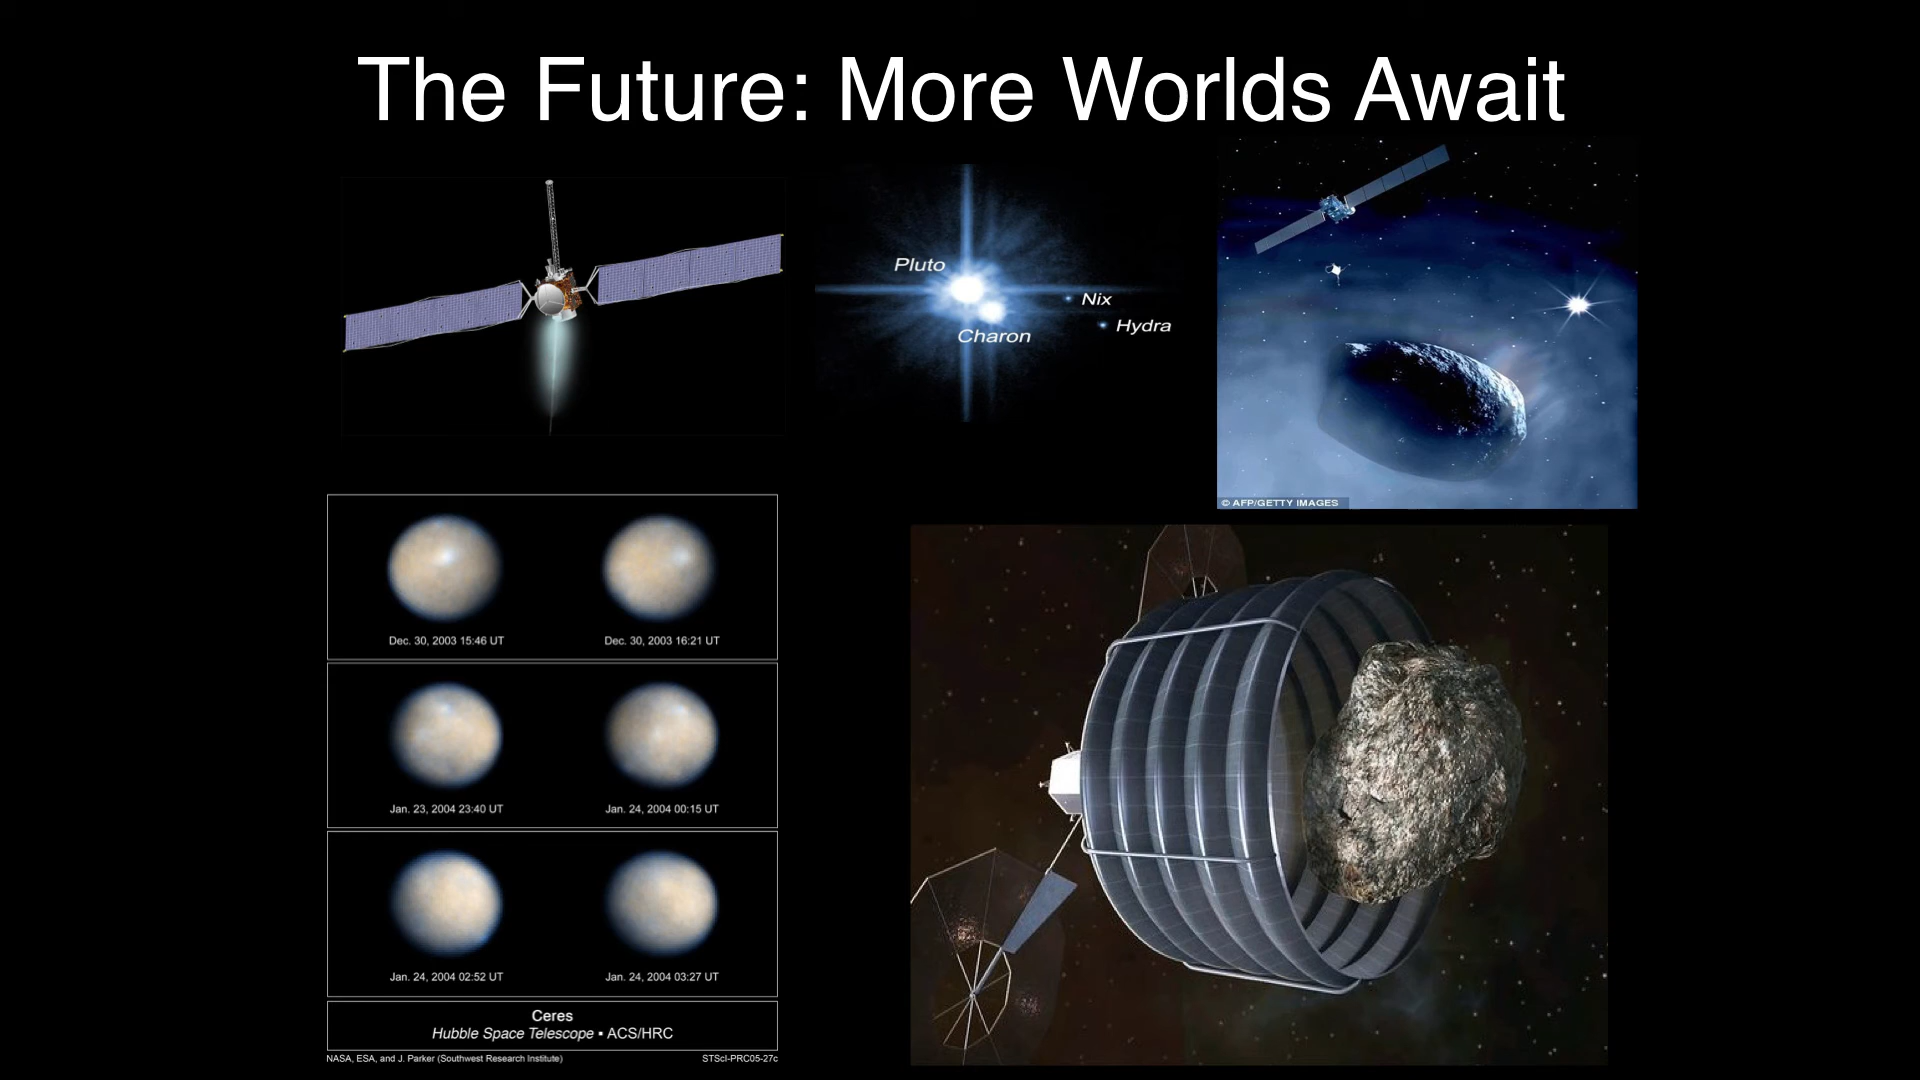 The Future: More Worlds Await
Pluto
Nix
Hydra
Charon
© AFP/GETTY IMAGES
Dec. 30, 2003 15:46 UT
Dec. 30, 2003 16:21 UT
Jan. 23, 2004 23:40 UT
Jan. 24, 2004 00:15 UT
Jan. 24, 2004 02:52 UT
Jan. 24, 2004 03:27 UT
Ceres
Hubble Space Telescope ▪ ACS/HRC
NASA, ESA, and J. Parker (Southwest Research Institute)
STScI-PRC05-27c